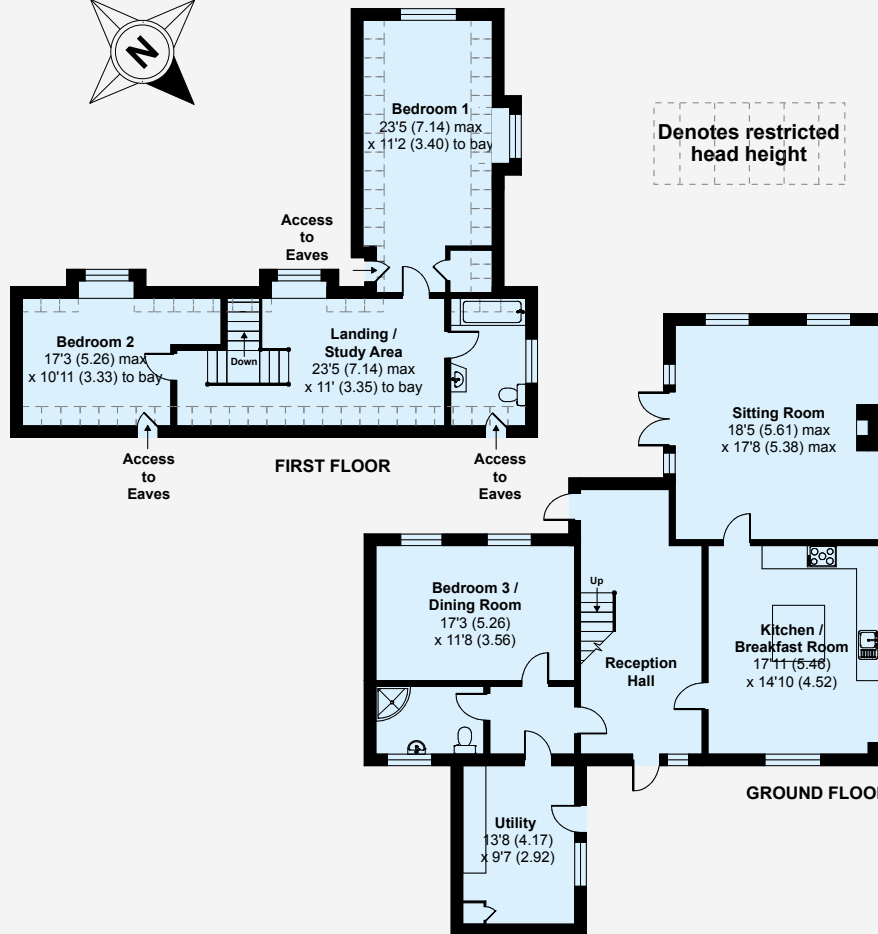 N
Bedroom 1
23'5 (7.14) max
x 11'2 (3.40) to bay
Denotes restricted
head height
Access
to
Eaves
Bedroom 2
17'3 (5.26) max
x 10'11 (3.33) to bay
Down
Landing /
Study Area
23'5 (7.14) max
x 11' (3.35) to bay
Access
to
Eaves
FIRST FLOOR
Access
to
Eaves
Sitting Room
18'5 (5.61) max
x 17'8 (5.38) max
Bedroom 3 /
Dining Room
17'3 (5.26)
x 11'8 (3.56)
Up
Reception
Hall
Kitchen /
Breakfast Room
17'11 (5.46)
x 14'10 (4.52)
GROUND FLOOR
Utility
13'8 (4.17)
x 9'7 (2.92)